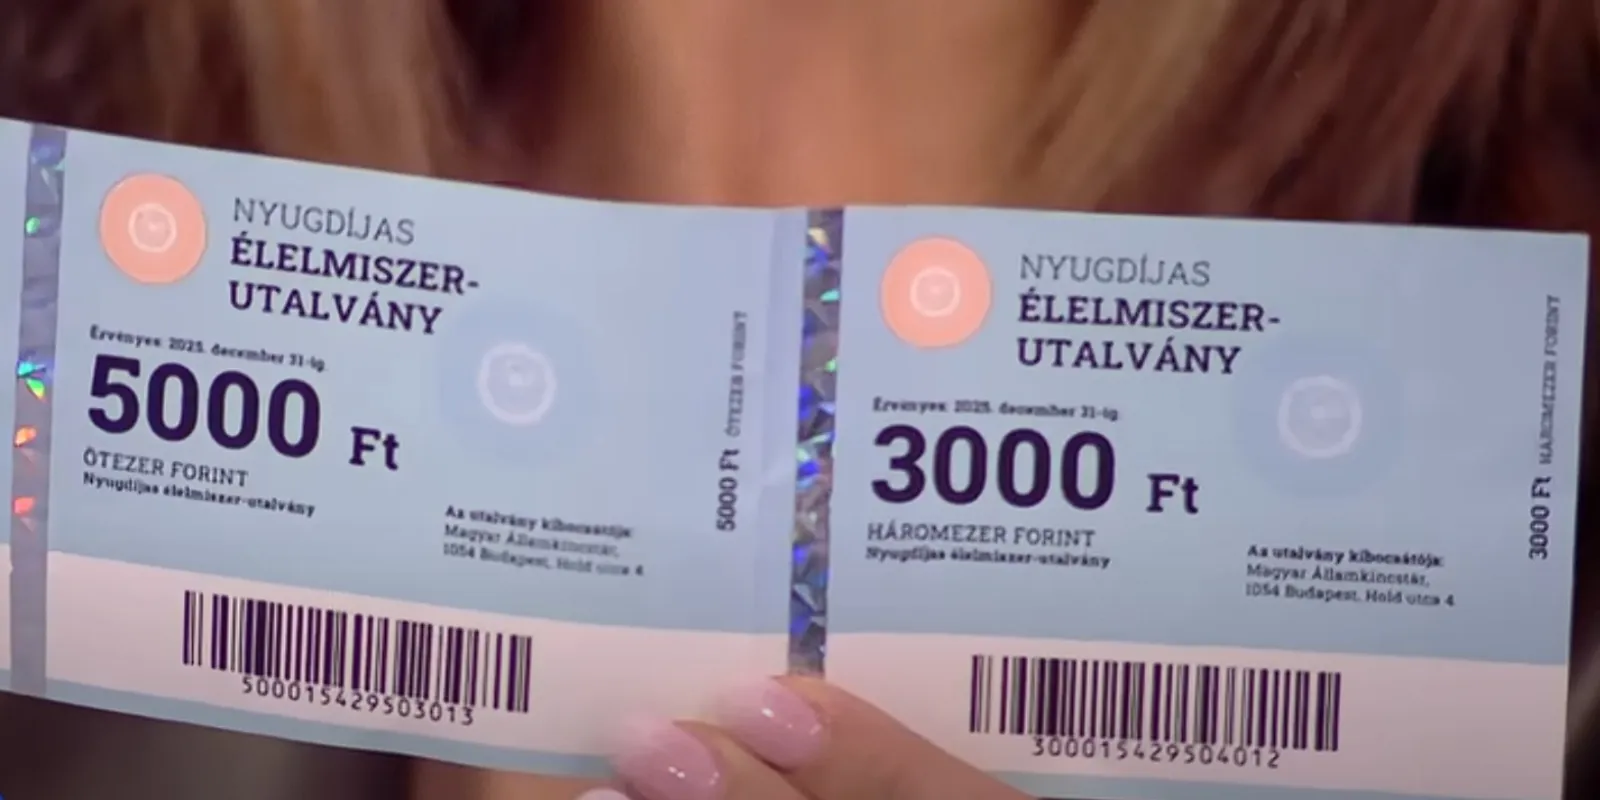 NYUGDÍJAS
ÉLELMISZER-
UTALVÁNY
Érvényes: 2025. december 31-ig.
5000 Ft
ÖTEZER FORINT
Nyugdíjas élelmiszer-utalvány
Az utalvány kibocsátója:
Magyar Államkincstár,
1054 Budapest, Hold utca 4
5000 Ft ÖTEZER FORINT
500015429503013
NYUGDÍJAS
ÉLELMISZER-
UTALVÁNY
Érvényes: 2025. december 31-ig.
3000 Ft
HÁROMEZER FORINT
Nyugdíjas élelmiszer-utalvány
Az utalvány kibocsátója:
Magyar Államkincstár,
1054 Budapest, Hold utca 4
3000 Ft HÁROMEZER FORINT
300015429504012